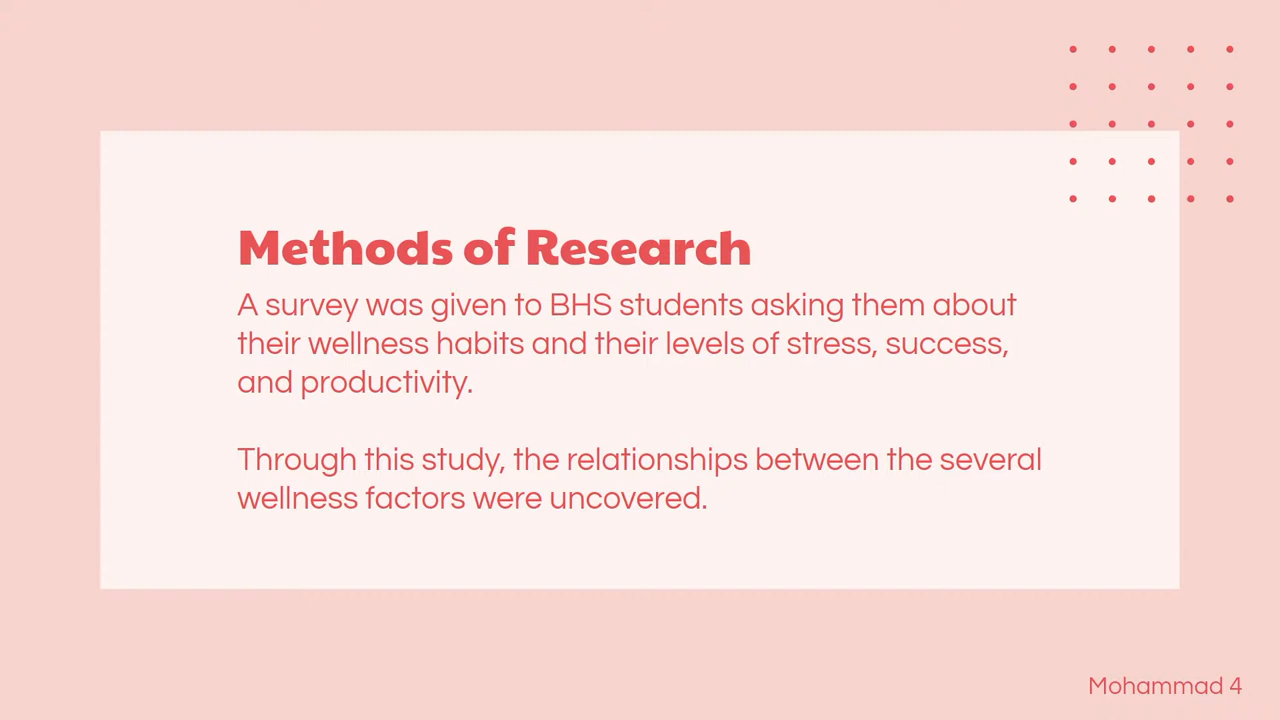 Methods of Research
A survey was given to BHS students asking them about
their wellness habits and their levels of stress, success,
and productivity.
Through this study, the relationships between the several
wellness factors were uncovered.
Mohammad 4